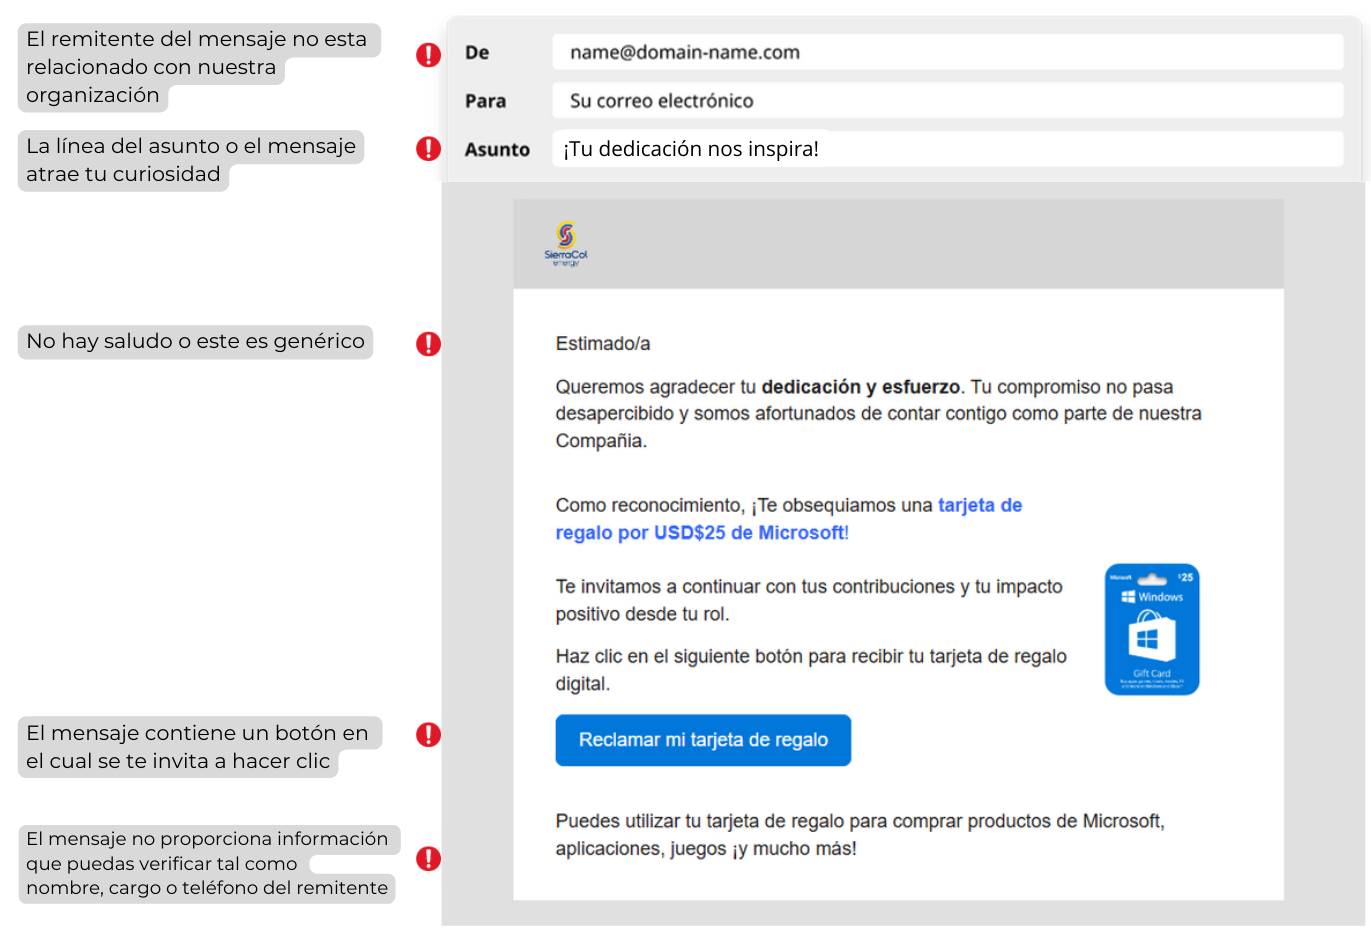 El remitente del mensaje no esta
relacionado con nuestra
organización
De
name@domain-name.com
Para
Su correo electrónico
La línea del asunto o el mensaje
atrae tu curiosidad
Asunto
¡Tu dedicación nos inspira!
SierraCol
energy
No hay saludo o este es genérico
Estimado/a
Queremos agradecer tu dedicación y esfuerzo. Tu compromiso no pasa
desapercibido y somos afortunados de contar contigo como parte de nuestra
Compañia.
Como reconocimiento, ¡Te obsequiamos una tarjeta de
regalo por USD$25 de Microsoft!
Te invitamos a continuar con tus contribuciones y tu impacto
positivo desde tu rol.
Haz clic en el siguiente botón para recibir tu tarjeta de regalo
digital.
Microsoft $25
Windows
Gift Card
El mensaje contiene un botón en
el cual se te invita a hacer clic
Reclamar mi tarjeta de regalo
El mensaje no proporciona información
que puedas verificar tal como
nombre, cargo o teléfono del remitente
Puedes utilizar tu tarjeta de regalo para comprar productos de Microsoft,
aplicaciones, juegos ¡y mucho más!